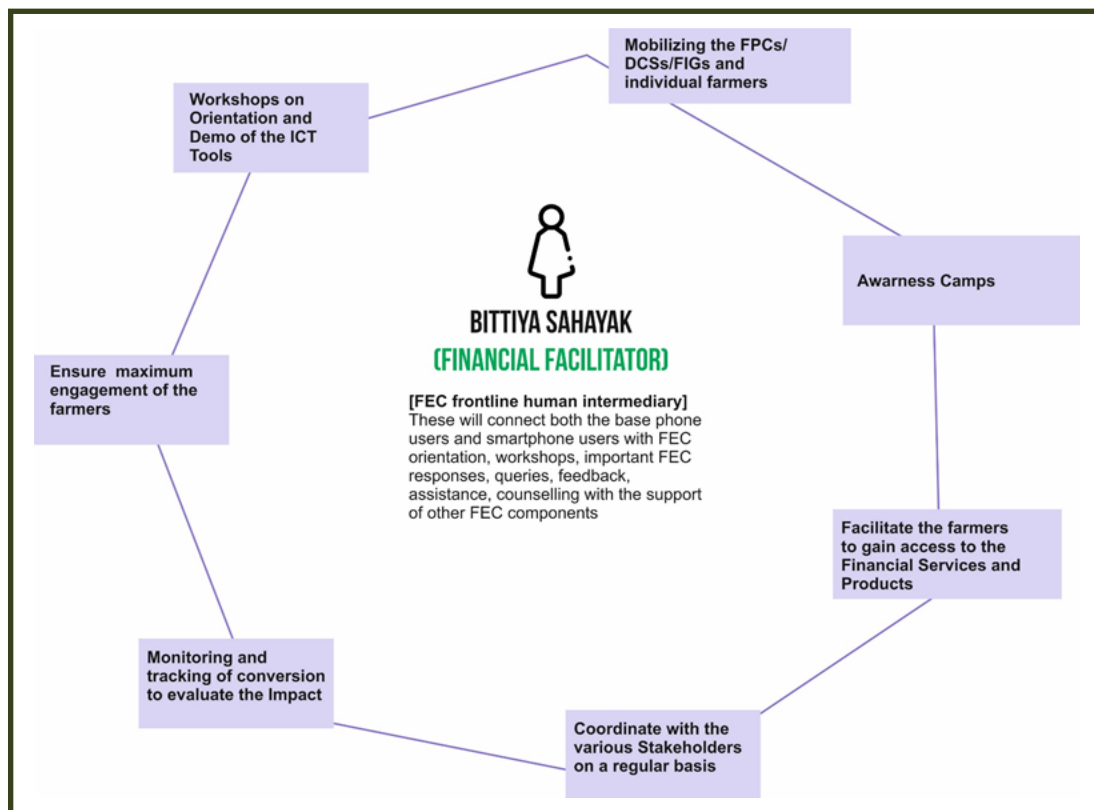 Mobilizing the FPCs/
DCSs/FIGs and
individual farmers
Workshops on
Orientation and
Demo of the ICT
Tools
Awarness Camps
BITTIYA SAHAYAK
(FINANCIAL FACILITATOR)
[FEC frontline human intermediary]
These will connect both the base phone
users and smartphone users with FEC
orientation, workshops, important FEC
responses, queries, feedback,
assistance, counselling with the support
of other FEC components
Ensure maximum
engagement of the
farmers
Facilitate the farmers
to gain access to the
Financial Services and
Products
Monitoring and
tracking of conversion
to evaluate the Impact
Coordinate with the
various Stakeholders
on a regular basis